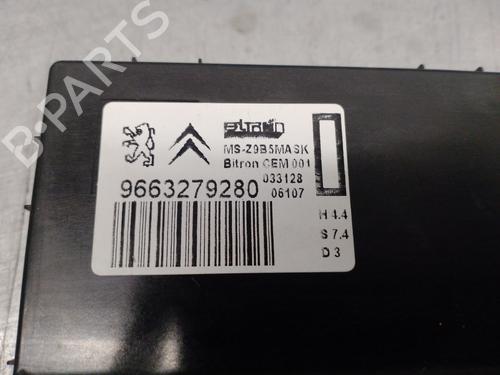 B-PARTS
Bitron
MS-Z9B5MASK
Bitron CEM 001
033128
9663279280 06107
H 4.4
S 7.4
D 3